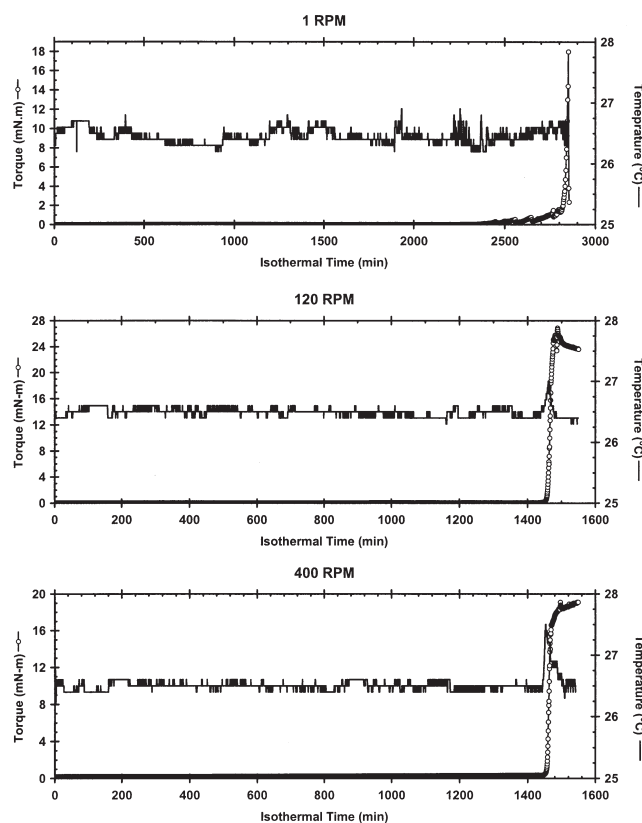 1 RPM
18
16
14
12
10
8
6
4
2
0
Torque (mN.m)
28
27
26
25
Temeprature (°C)
0 500 1000 1500 2000 2500 3000
Isothermal Time (min)
120 RPM
28
24
20
16
12
8
4
0
Torque (mN-m)
28
27
26
25
Temperature (°C)
0 200 400 600 800 1000 1200 1400 1600
Isothermal Time (min)
400 RPM
20
16
12
8
4
0
Torque (mN-m)
28
27
26
25
Temperature (°C)
0 200 400 600 800 1000 1200 1400 1600
Isothermal Time (min)